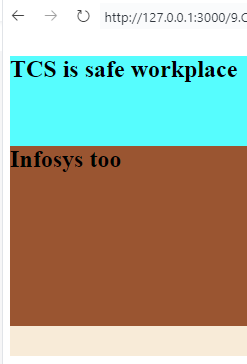 http://127.0.0.1:3000/9.C
TCS is safe workplace
Infosys too